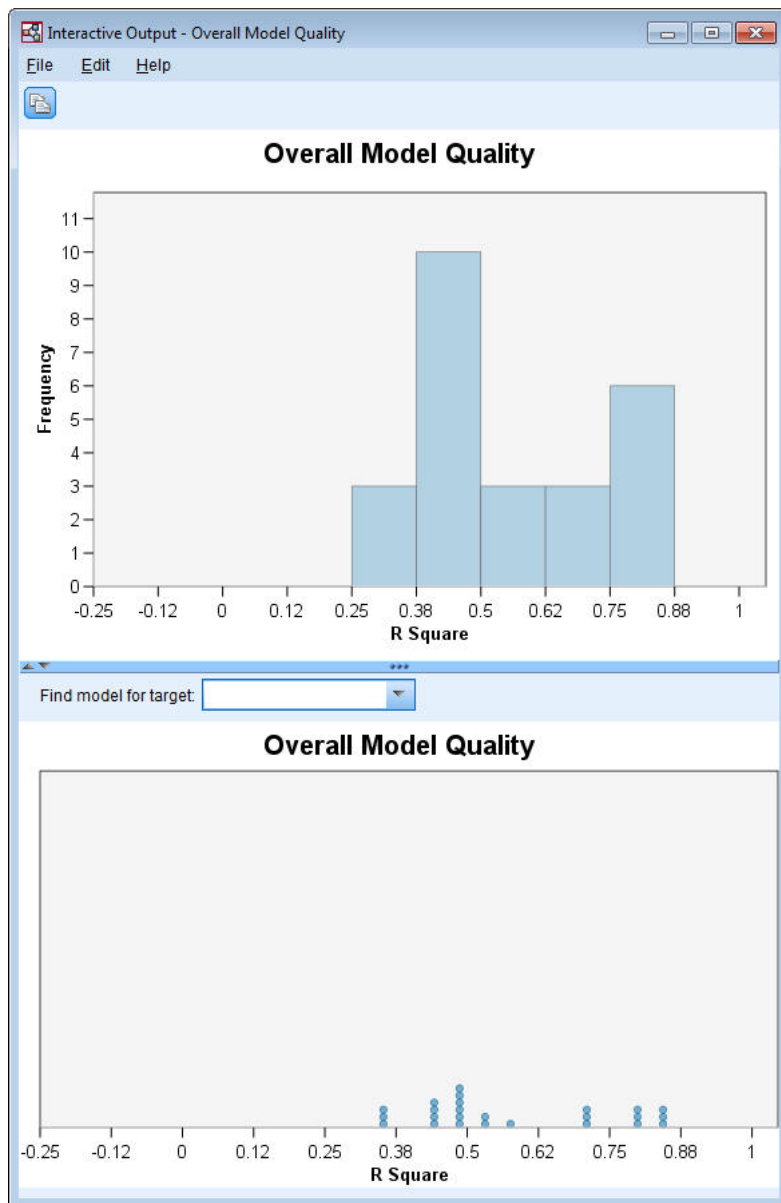 Interactive Output - Overall Model Quality
File Edit Help
Overall Model Quality
11
10
9
8
7
6
5
4
3
2
1
0
Frequency
-0.25 -0.12 0 0.12 0.25 0.38 0.5 0.62 0.75 0.88 1
R Square
Find model for target:
Overall Model Quality
-0.25 -0.12 0 0.12 0.25 0.38 0.5 0.62 0.75 0.88 1
R Square